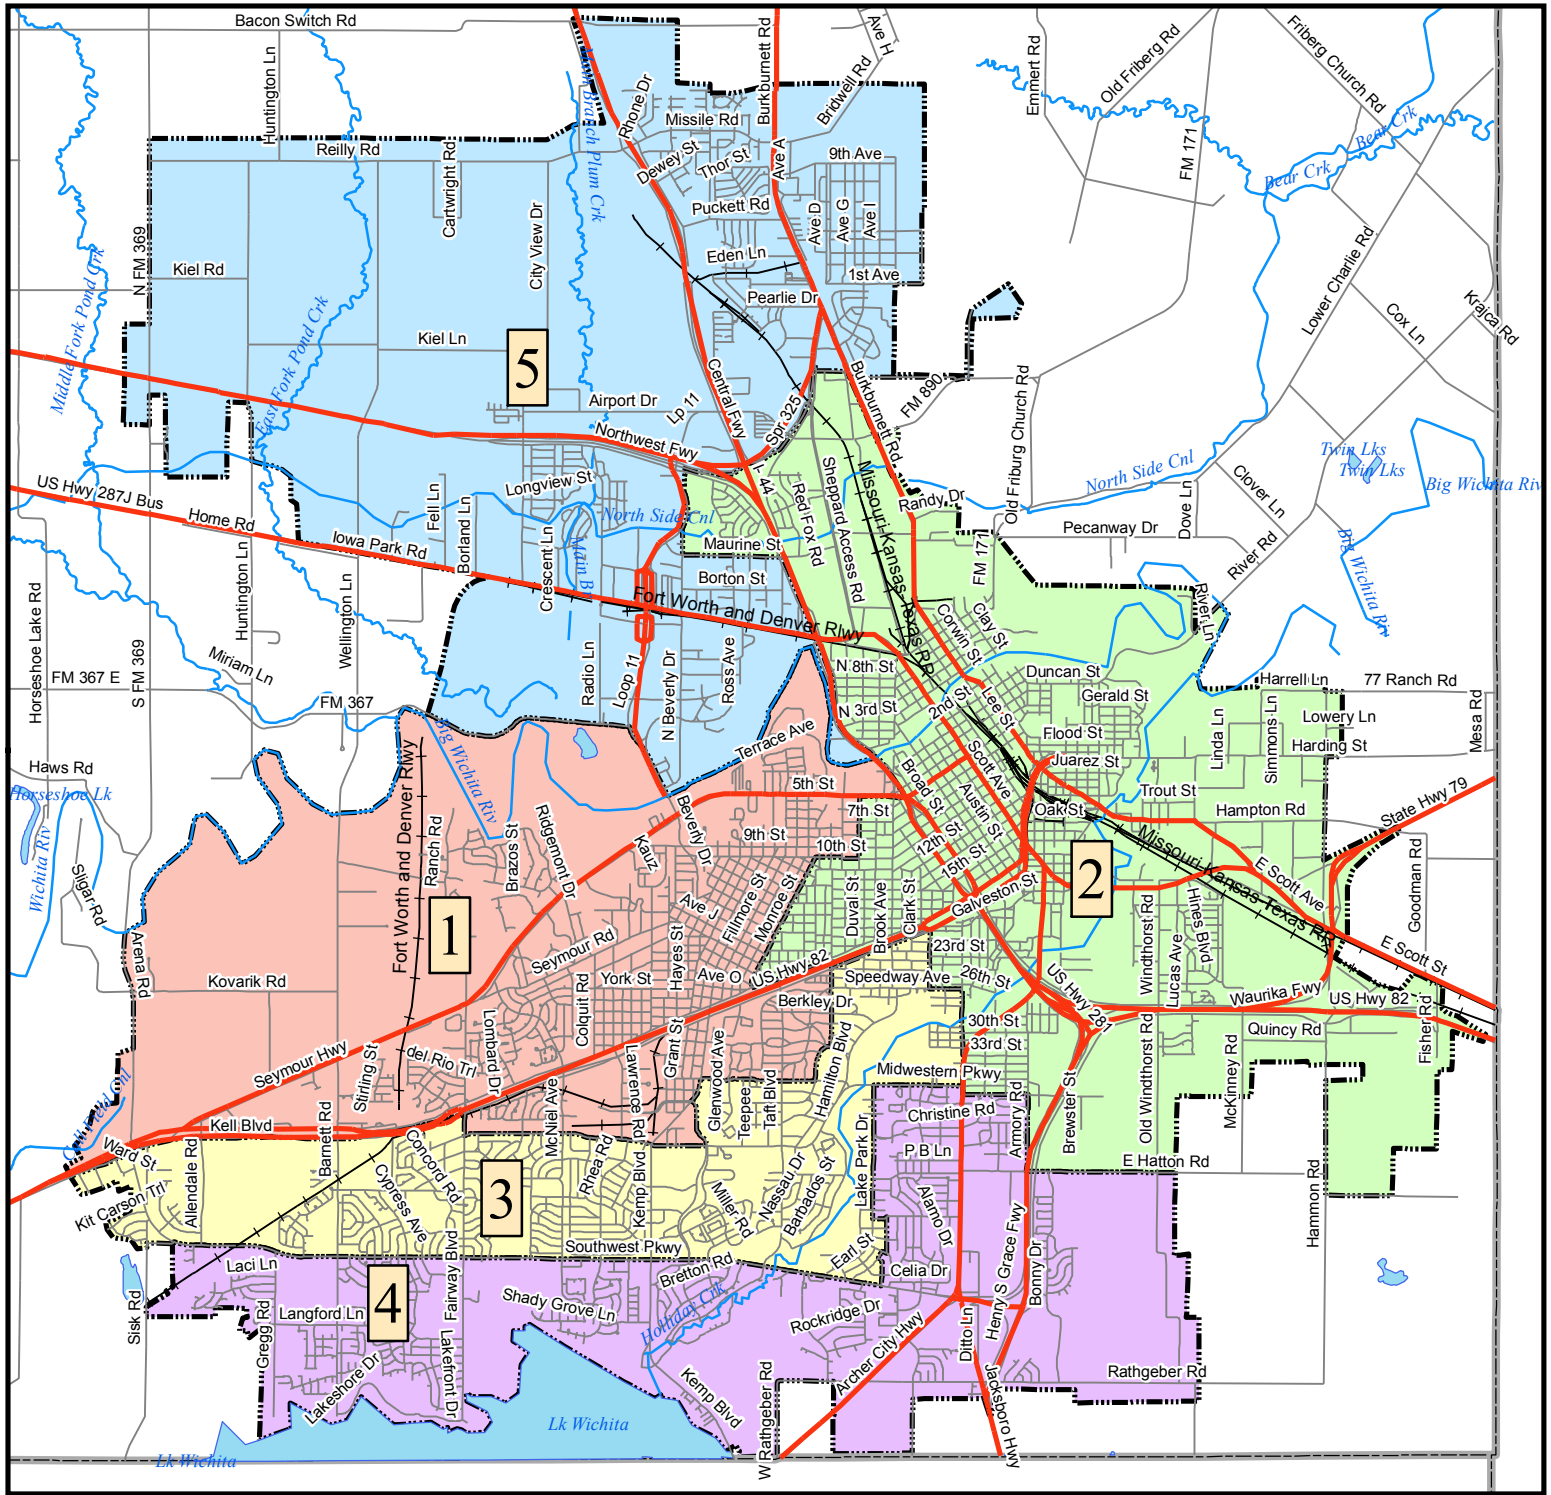 Bacon Switch Rd
Burkburnett Rd
Ave H
Emmert Rd
Old Friberg Rd
Friberg Church Rd
Huntington Ln
Rhone Dr
Missile Rd
Bridwell Rd
Bear Crk
Reilly Rd
Cartwright Rd
Dewey St
Thor St
Ave A
9th Ave
FM 171
Bear Crk
City View Dr
Puckett Rd
Ave D
Ave G
Ave I
N FM 369
Kiel Rd
Eden Ln
1st Ave
Pearlie Dr
Lower Charlie Rd
Middle Fork Pond Crk
East Fork Pond Crk
Kiel Ln
Cox Ln
Krajca Rd
5
Central Fwy
Burkburnett Rd
FM 890
Airport Dr
Lp 11
Spr 325
Old Friburg Church Rd
Northwest Fwy
I- 44
Missouri-Kansas-Texas RR
North Side Cnl
Twin Lks
Twin Lks
US Hwy 287J Bus
Longview St
Sheppard Access Rd
Red Fox Rd
Randy Dr
Clover Ln
Dove Ln
Home Rd
Fall Ln
Borland Ln
North Side Cnl
Pecanway Dr
Iowa Park Rd
Crescent Ln
Maurine St
FM 171
River Rd
Big Wichita Riv
Horseshoe Lake Rd
Huntington Ln
Wellington Ln
Borton St
Fort Worth and Denver Rlwy
Corwin St
Clay St
River Ln
S FM 369
Miriam Ln
Radio Ln
Loop 11
N Beverly Dr
Ross Ave
N 8th St
Duncan St
FM 367 E
FM 367
Gerald St
Harrell Ln
77 Ranch Rd
2nd St
Lee St
N 3rd St
Lowery Ln
Mesa Rd
Big Wichita Riv
Terrace Ave
Flood St
Linda Ln
Simmons Ln
Harding St
Haws Rd
Fort Worth and Denver Rlwy
Scott Ave
Juarez St
Horseshoe Lk
5th St
Broad St
Austin St
Trout St
Hampton Rd
State Hwy 79
Wichita Riv
Ranch Rd
Brazos St
Ridgemont Dr
Kauz
Beverly Dr
9th St
7th St
10th St
12th St
15th St
Oak St
Missouri-Kansas-Texas RR
Sligar Rd
2
E Scott Ave
Goodman Rd
1
Ave J
Fillmore St
Monroe St
Duval St
Brook Ave
Clark St
Galveston St
Windthorst Rd
Lucas Ave
Hines Blvd
Arena Rd
Seymour Rd
Hayes St
23rd St
E Scott St
Kovarik Rd
Colquit Rd
York St
Ave O
US Hwy 82
Speedway Ave
26th St
US Hwy 281
Waurika Fwy
US Hwy 82
Berkley Dr
30th St
33rd St
Quincy Rd
Fisher Rd
Seymour Hwy
Stirling St
del Rio Trl
Lombard Dr
Lawrence Rd
Grant St
Glenwood Ave
Teepee
Taft Blvd
Hamilton Blvd
Midwestern Pkwy
Armory Rd
Brewster St
Old Windthorst Rd
McKinney Rd
Kell Blvd
Barnett Rd
McNiel Ave
Christine Rd
Ward St
Allendale Rd
Concord Rd
Cypress Ave
Rhea Rd
Kemp Blvd
Lake Park Dr
P B Ln
E Hatton Rd
Kit Carson Trl
3
Miller Rd
Nassau Dr
Barbados St
Alamo Dr
Hammon Rd
Southwest Pkwy
Earl St
Laci Ln
Fairway Blvd
Bretton Rd
Celia Dr
Henry S Grace Fwy
Bonny Dr
Sisk Rd
Gregg Rd
Langford Ln
4
Shady Grove Ln
Holliday Crk
Rockridge Dr
Archer City Hwy
Ditto Ln
Lakeshore Dr
Lakefront Dr
Kemp Blvd
W Rathgeber Rd
Jacksboro Hwy
Rathgeber Rd
Lk Wichita
Lk Wichita